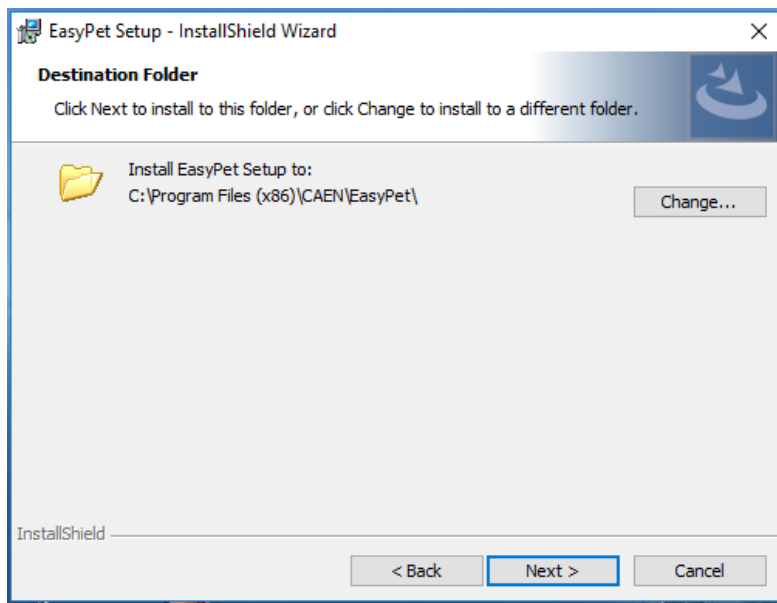 EasyPet Setup - InstallShield Wizard
Destination Folder
Click Next to install to this folder, or click Change to install to a different folder.
Install EasyPet Setup to:
C:\Program Files (x86)\CAEN\EasyPet\
Change...
InstallShield
< Back
Next >
Cancel